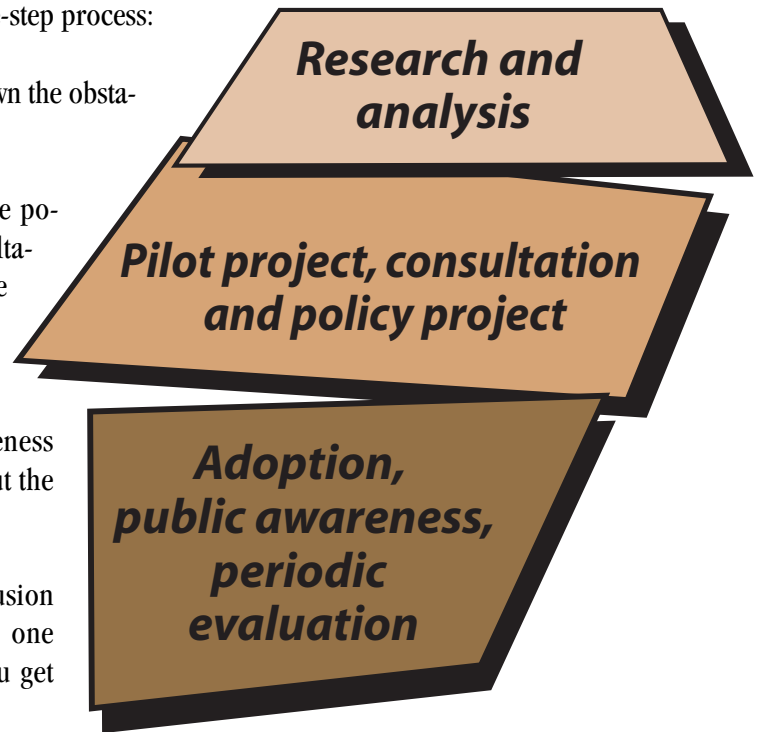 -step process:
wn the obsta-
e po-
lta-
e
eness
ut the
usion
one
u get
Research and
analysis
Pilot project, consultation
and policy project
Adoption,
public awareness,
periodic
evaluation